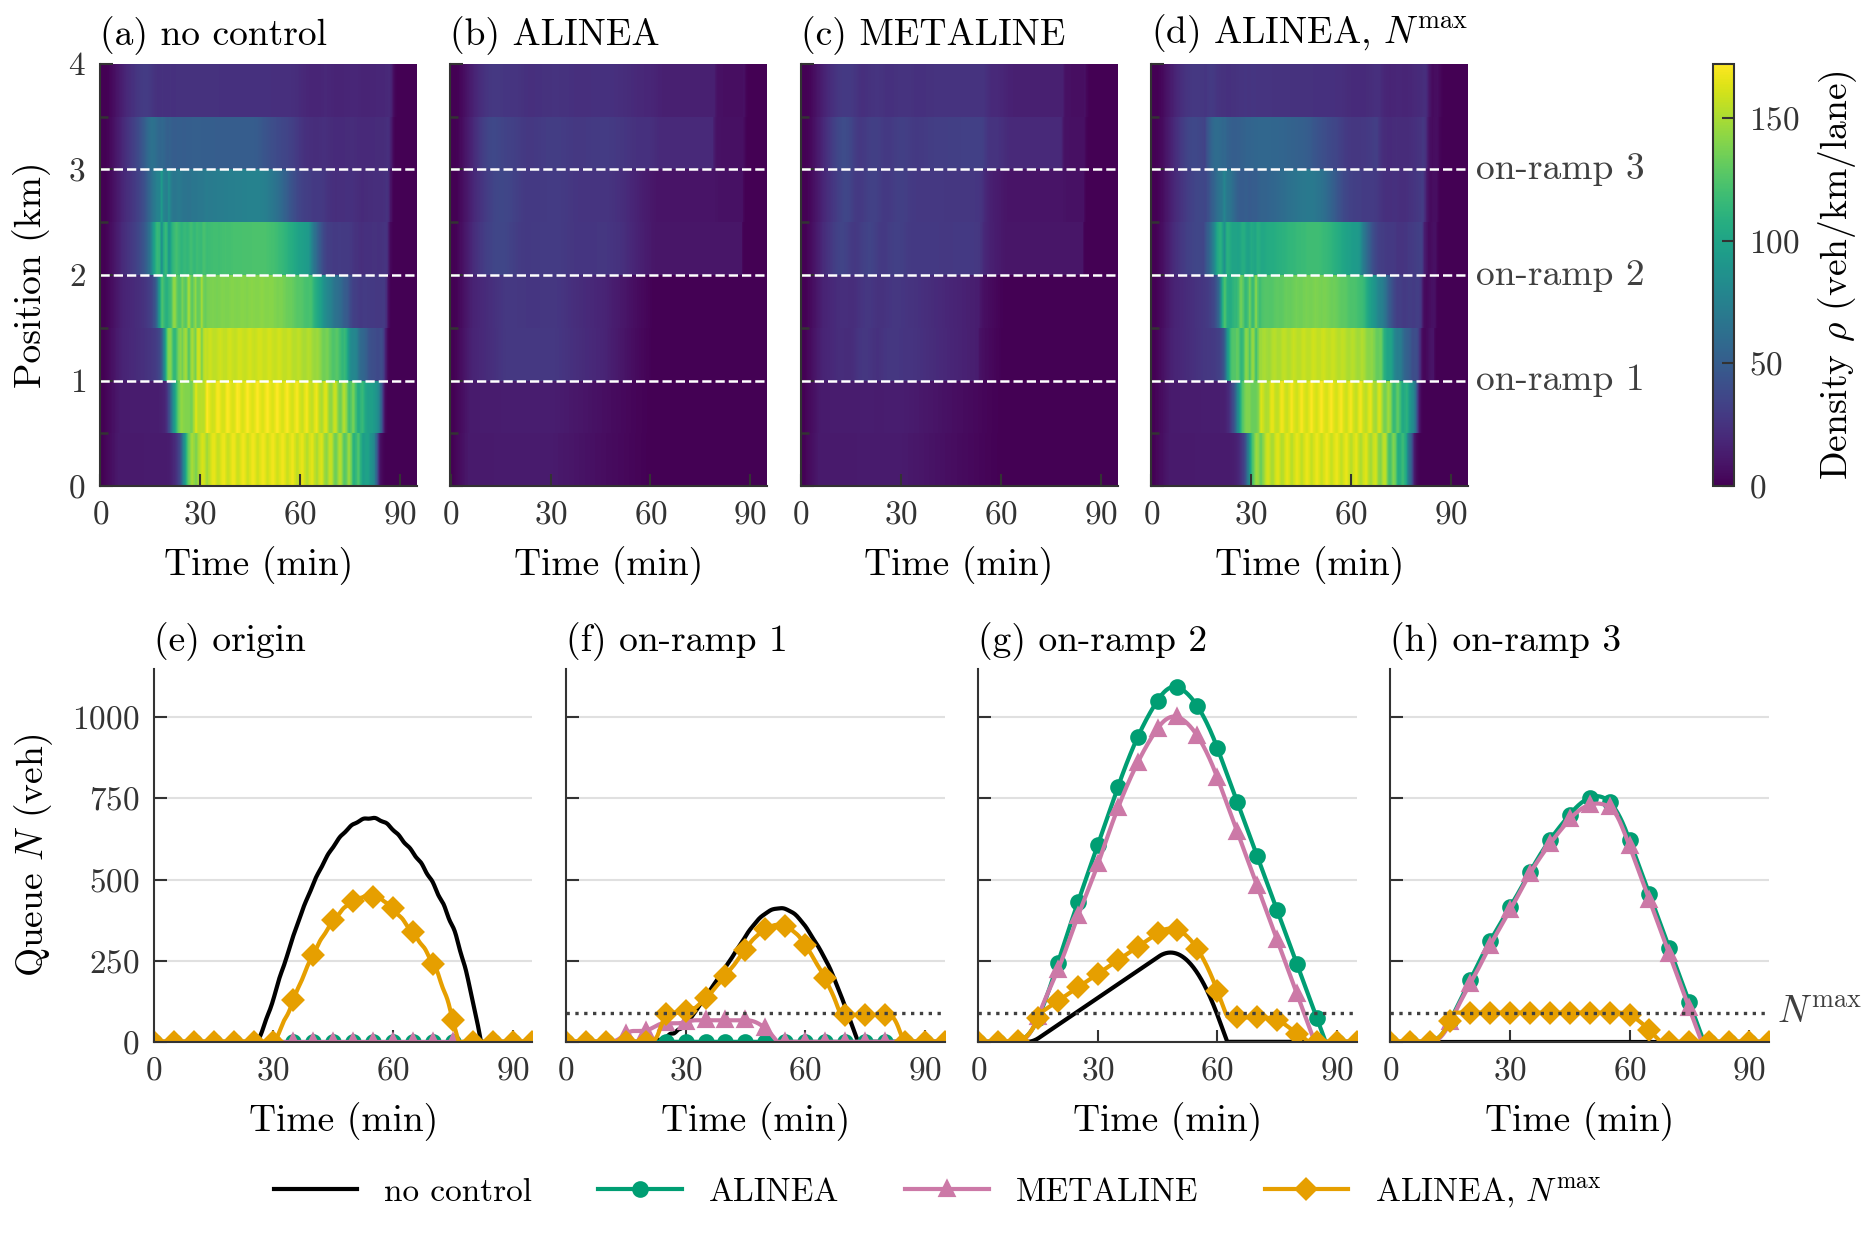 (a) no control
(b) ALINEA
(c) METALINE
(d) ALINEA, N^max
Position (km)
4
3
2
1
0
0 30 60 90
0 30 60 90
0 30 60 90
0 30 60 90
Time (min)
Time (min)
Time (min)
Time (min)
on-ramp 3
on-ramp 2
on-ramp 1
150
100
50
0
Density ρ (veh/km/lane)
(e) origin
(f) on-ramp 1
(g) on-ramp 2
(h) on-ramp 3
Queue N (veh)
1000
750
500
250
0
N^max
0 30 60 90
0 30 60 90
0 30 60 90
0 30 60 90
Time (min)
Time (min)
Time (min)
Time (min)
no control
ALINEA
METALINE
ALINEA, N^max